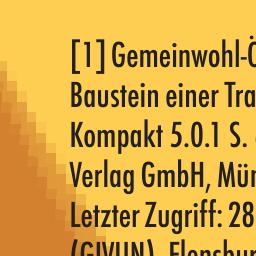 [1] Gemeinwohl-Ö
Baustein einer Tra
Kompakt 5.0.1 S.
Verlag GmbH, Mün
Letzter Zugriff: 28